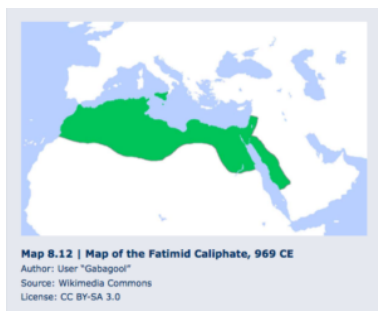 Map 8.12 | Map of the Fatimid Caliphate, 969 CE
Author: User "Gabagool"
Source: Wikimedia Commons
License: CC BY-SA 3.0